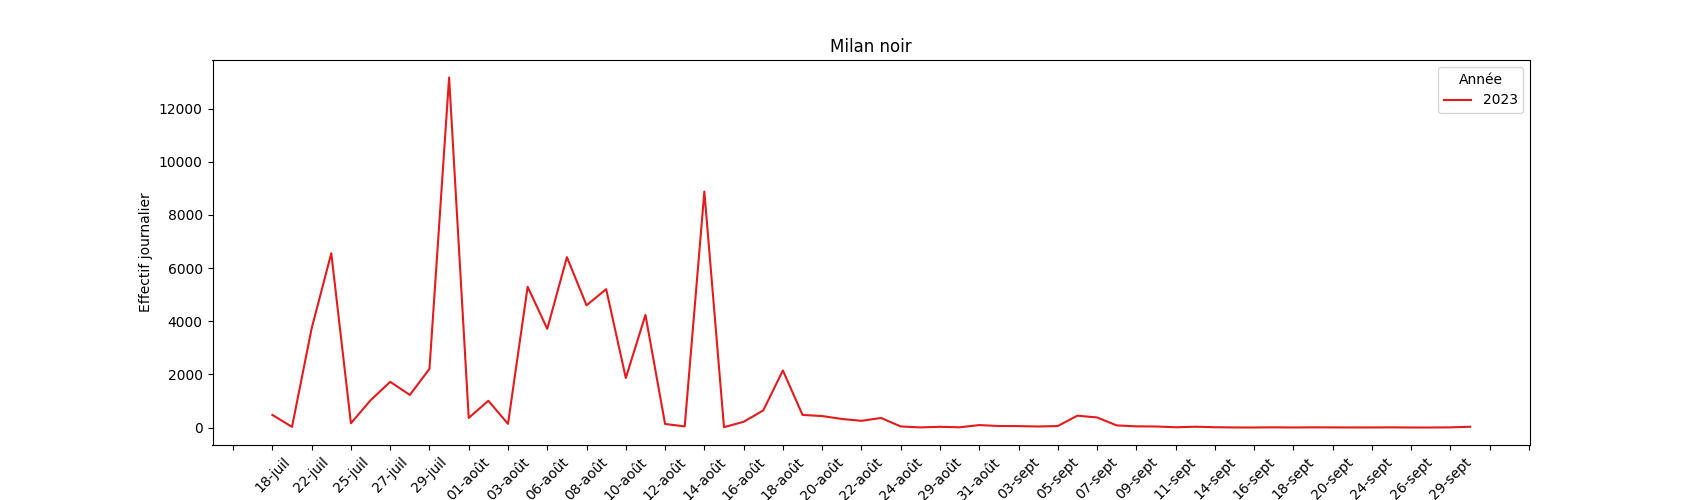 Milan noir
Effectif journalier
12000
10000
8000
6000
4000
2000
0
Année
2023
18-juil
22-juil
25-juil
27-juil
29-juil
01-août
03-août
06-août
08-août
10-août
12-août
14-août
16-août
18-août
20-août
22-août
24-août
29-août
31-août
03-sept
05-sept
07-sept
09-sept
11-sept
14-sept
16-sept
18-sept
20-sept
24-sept
26-sept
29-sept